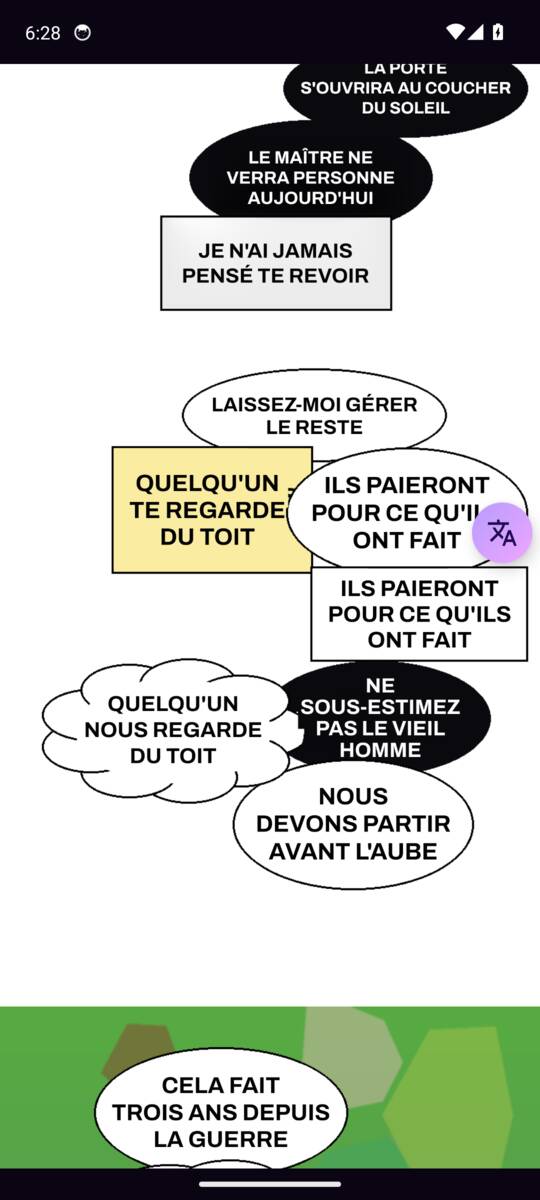 6:28
LA PORTE
S'OUVRIRA AU COUCHER
DU SOLEIL
LE MAÎTRE NE
VERRA PERSONNE
AUJOURD'HUI
JE N'AI JAMAIS
PENSÉ TE REVOIR
LAISSEZ-MOI GÉRER
LE RESTE
QUELQU'UN
TE REGARDE
DU TOIT
ILS PAIERONT
POUR CE
ONT FAIT
ILS PAIERONT
POUR CE QU'ILS
ONT FAIT
NE
SOUS-ESTIMEZ
PAS LE VIEIL
HOMME
QUELQU'UN
NOUS REGARDE
DU TOIT
NOUS
DEVONS PARTIR
AVANT L'AUBE
CELA FAIT
TROIS ANS DEPUIS
LA GUERRE